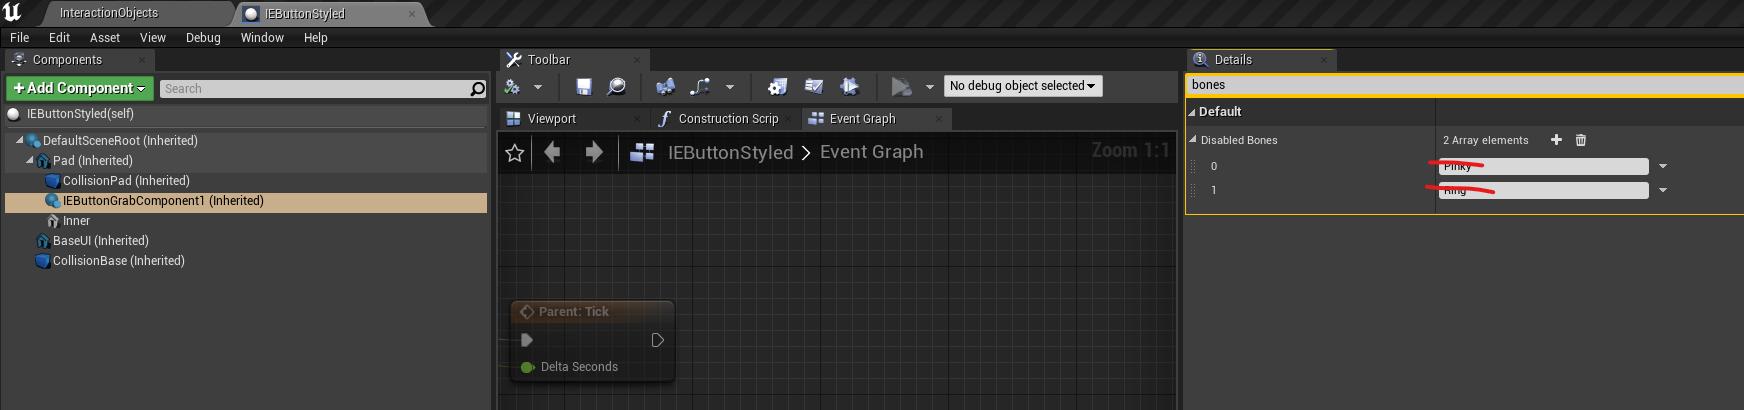 InteractionObjects
IEButtonStyled
File Edit Asset View Debug Window Help
Components
Toolbar
Details
+Add Component
Search
No debug object selected
bones
IEButtonStyled(self)
Viewport
Construction Scrip
Event Graph
Default
DefaultSceneRoot (Inherited)
Pad (Inherited)
CollisionPad (Inherited)
IEButtonGrabComponent1 (Inherited)
Inner
BaseUI (Inherited)
CollisionBase (Inherited)
IEButtonStyled > Event Graph
Zoom 1:1
Disabled Bones 2 Array elements
0 Pinky
1 Ring
Parent: Tick
Delta Seconds